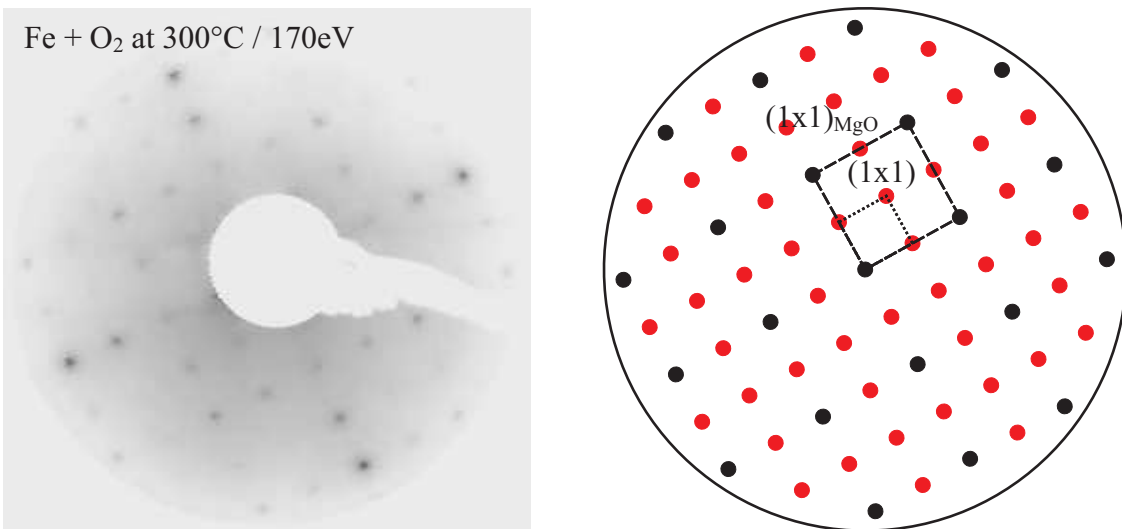 Fe + O₂ at 300°C / 170eV
(1x1)MgO
(1x1)